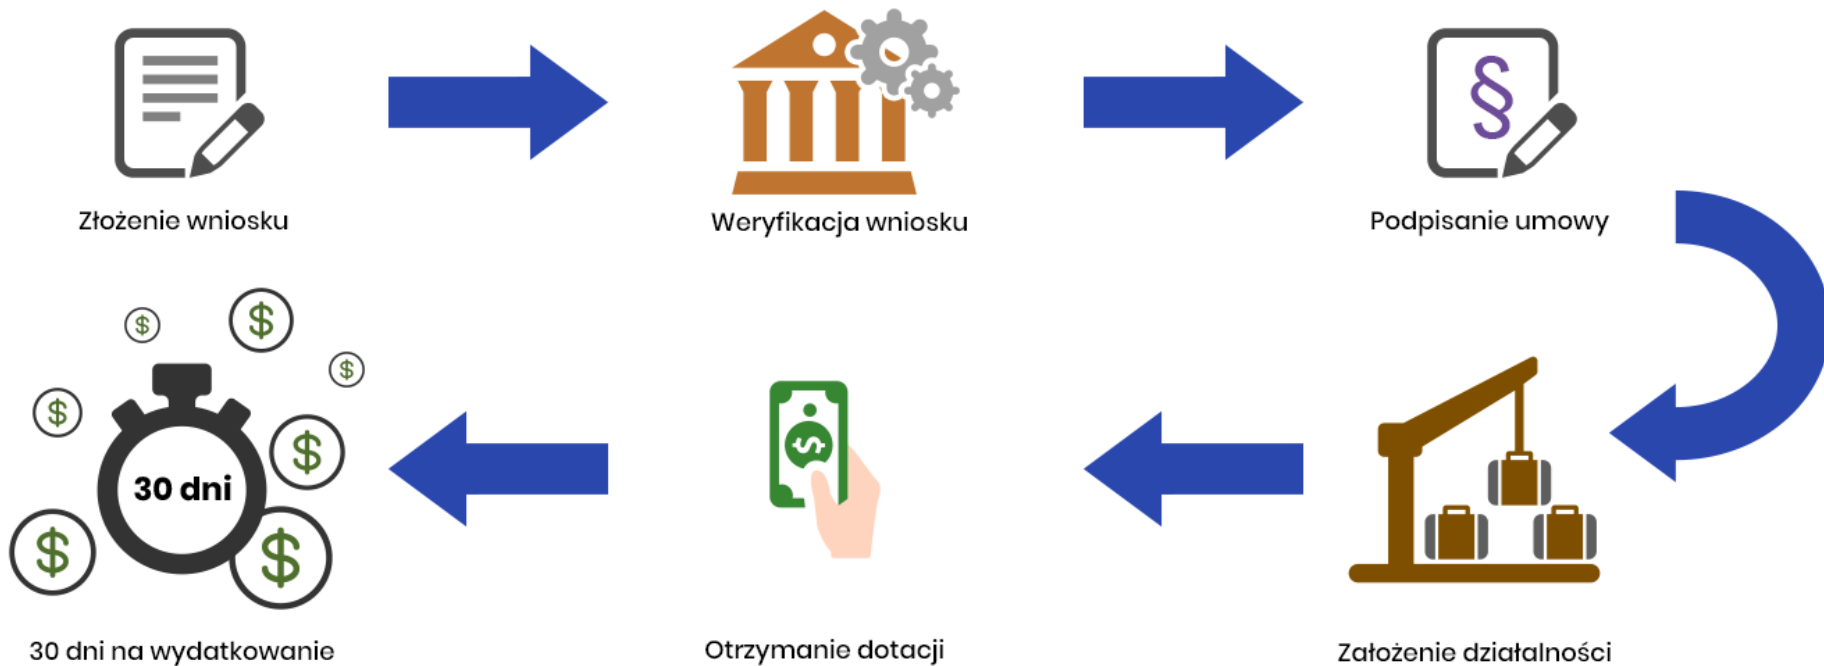 Złożenie wniosku
Weryfikacja wniosku
Podpisanie umowy
§
Założenie działalności
$
Otrzymanie dotacji
$
$
$
$
$
$
$
30 dni
30 dni na wydatkowanie